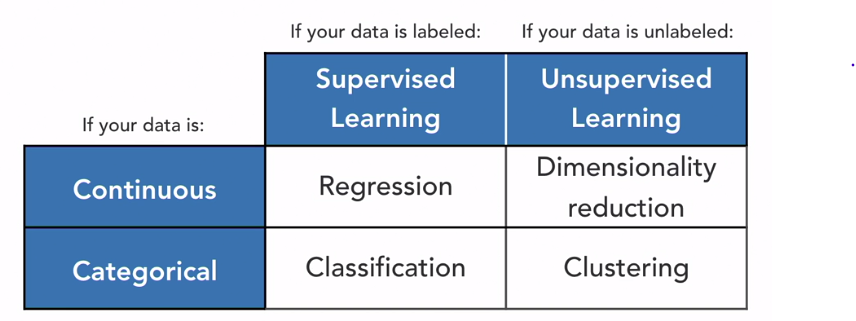 If your data is labeled:
If your data is unlabeled:
Supervised
Learning
Unsupervised
Learning
If your data is:
Continuous
Regression
Dimensionality
reduction
Categorical
Classification
Clustering